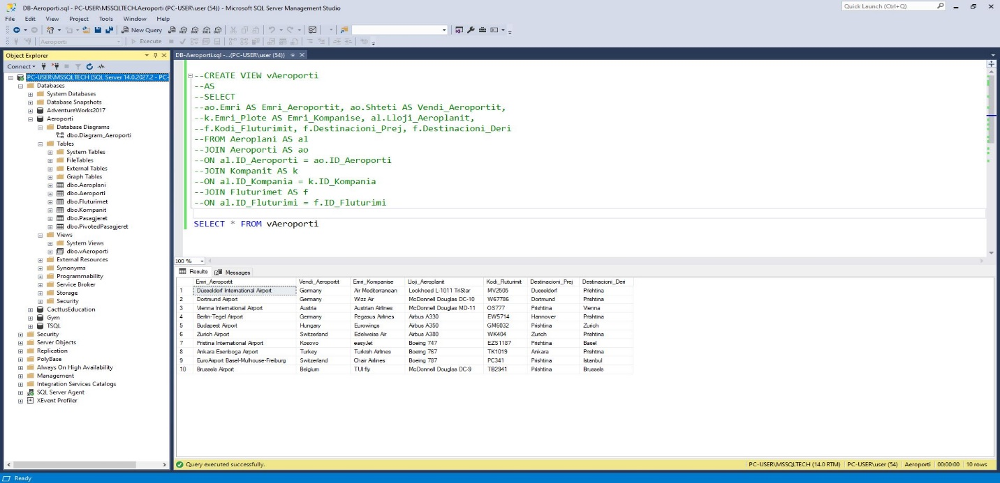 DB-Aeroporti.sql - PC-USER\MSSQLTECH.Aeroporti (PC-USER\user (54)) - Microsoft SQL Server Management Studio
Quick Launch (Ctrl+Q)
File Edit View Project Tools Window Help
New Query
Aeroporti Execute
Object Explorer
Connect
PC-USER\MSSQLTECH (SQL Server 14.0.2027.2 - PC-
Databases
System Databases
Database Snapshots
AdventureWorks2017
Aeroporti
Database Diagrams
dbo.Diagram_Aeroporti
Tables
System Tables
FileTables
External Tables
Graph Tables
dbo.Aeroplani
dbo.Aeroporti
dbo.Fluturimet
dbo.Kompanit
dbo.Pasagjeret
dbo.PivotedPasagjeret
Views
System Views
dbo.vAeroporti
External Resources
Synonyms
Programmability
Service Broker
Storage
Security
CacttusEducation
Gym
TSQL
Security
Server Objects
Replication
PolyBase
Always On High Availability
Management
Integration Services Catalogs
SQL Server Agent
XEvent Profiler
DB-Aeroporti.sql -...(PC-USER\user (54))
--CREATE VIEW vAeroporti
--AS
--SELECT
--ao.Emri AS Emri_Aeroportit, ao.Shteti AS Vendi_Aeroportit,
--k.Emri_Plote AS Emri_Kompanise, al.Lloji_Aeroplanit,
--f.Kodi_Fluturimit, f.Destinacioni_Prej, f.Destinacioni_Deri
--FROM Aeroplani AS al
--JOIN Aeroporti AS ao
--ON al.ID_Aeroporti = ao.ID_Aeroporti
--JOIN Kompanit AS k
--ON al.ID_Kompania = k.ID_Kompania
--JOIN Fluturimet AS f
--ON al.ID_Fluturimi = f.ID_Fluturimi
SELECT * FROM vAeroporti
100 %
Results Messages
Emri_Aeroportit Vendi_Aeroportit Emri_Kompanise Lloji_Aeroplanit Kodi_Fluturimit Destinacioni_Prej Destinacioni_Deri
1 Düsseldorf International Airport Germany Air Mediterranean Lockheed L-1011 TriStar MV2505 Dusseldorf Prishtina
2 Dortmund Airport Germany Wizz Air McDonnell Douglas DC-10 W67786 Dortmund Prishtina
3 Vienna International Airport Austria Austrian Airlines McDonnell Douglas MD-11 OS777 Prishtina Vienna
4 Berlin-Tegel Airport Germany Pegasus Airlines Airbus A330 EW5714 Hannover Prishtina
5 Budapest Airport Hungary Eurowings Airbus A350 GM6032 Prishtina Zurich
6 Zurich Airport Switzerland Edelweiss Air Airbus A380 WK404 Zurich Prishtina
7 Pristina International Airport Kosovo easyJet Boeing 747 EZS1187 Prishtina Basel
8 Ankara Esenboga Airport Turkey Turkish Airlines Boeing 767 TK1019 Ankara Prishtina
9 EuroAirport Basel-Mulhouse-Freiburg Switzerland Chair Airlines Boeing 787 PC341 Prishtina Istanbul
10 Brussels Airport Belgium TUI fly McDonnell Douglas DC-9 TB2941 Prishtina Brussels
Query executed successfully. PC-USER\MSSQLTECH (14.0 RTM) PC-USER\user (54) Aeroporti 00:00:00 10 rows
Ready